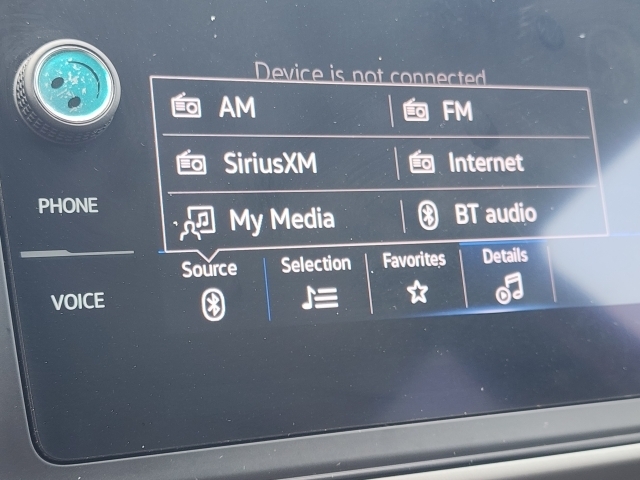 Device is not connected
AM
FM
SiriusXM
Internet
My Media
BT audio
PHONE
VOICE
Source
Selection
Favorites
Details